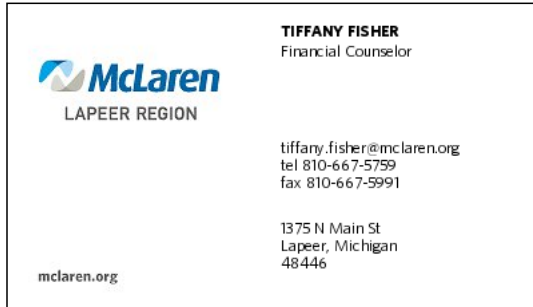 McLaren
LAPEER REGION
mclaren.org
TIFFANY FISHER
Financial Counselor
tiffany.fisher@mclaren.org
tel 810-667-5759
fax 810-667-5991
1375 N Main St
Lapeer, Michigan
48446